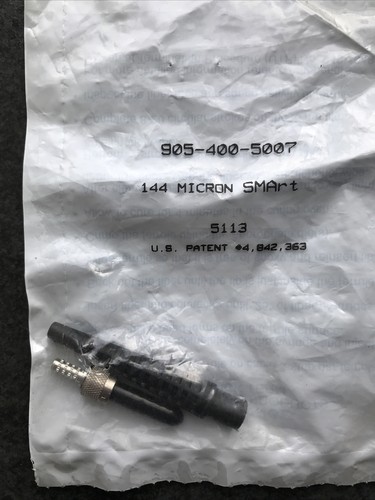 905-400-5007
144 MICRON SMArt
5113
U.S. PATENT #4,842,363